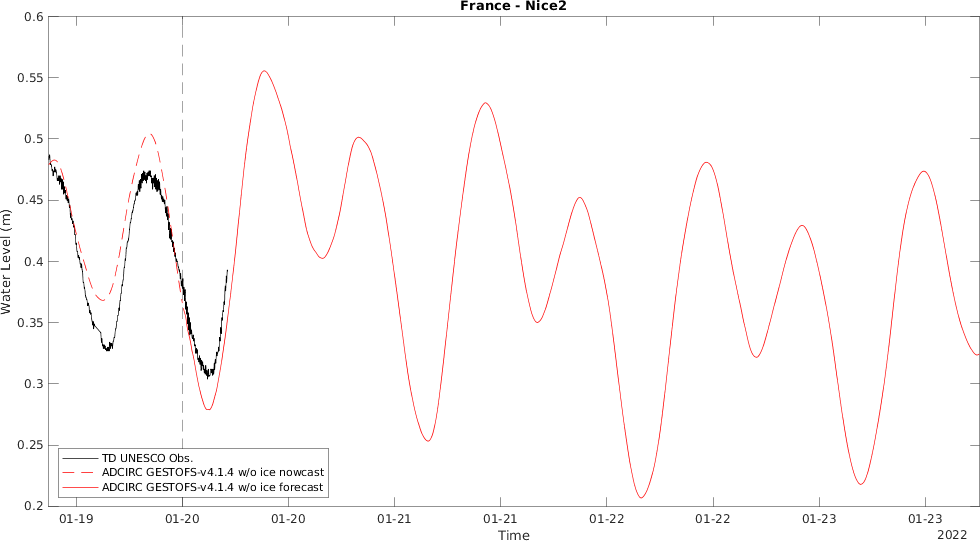 France - Nice2
0.6
0.55
0.5
0.45
0.4
0.35
0.3
0.25
0.2
Water Level (m)
TD UNESCO Obs.
ADCIRC GESTOFS-v4.1.4 w/o ice nowcast
ADCIRC GESTOFS-v4.1.4 w/o ice forecast
01-19 01-20 01-20 01-21 01-21 01-22 01-22 01-23 01-23
Time
2022